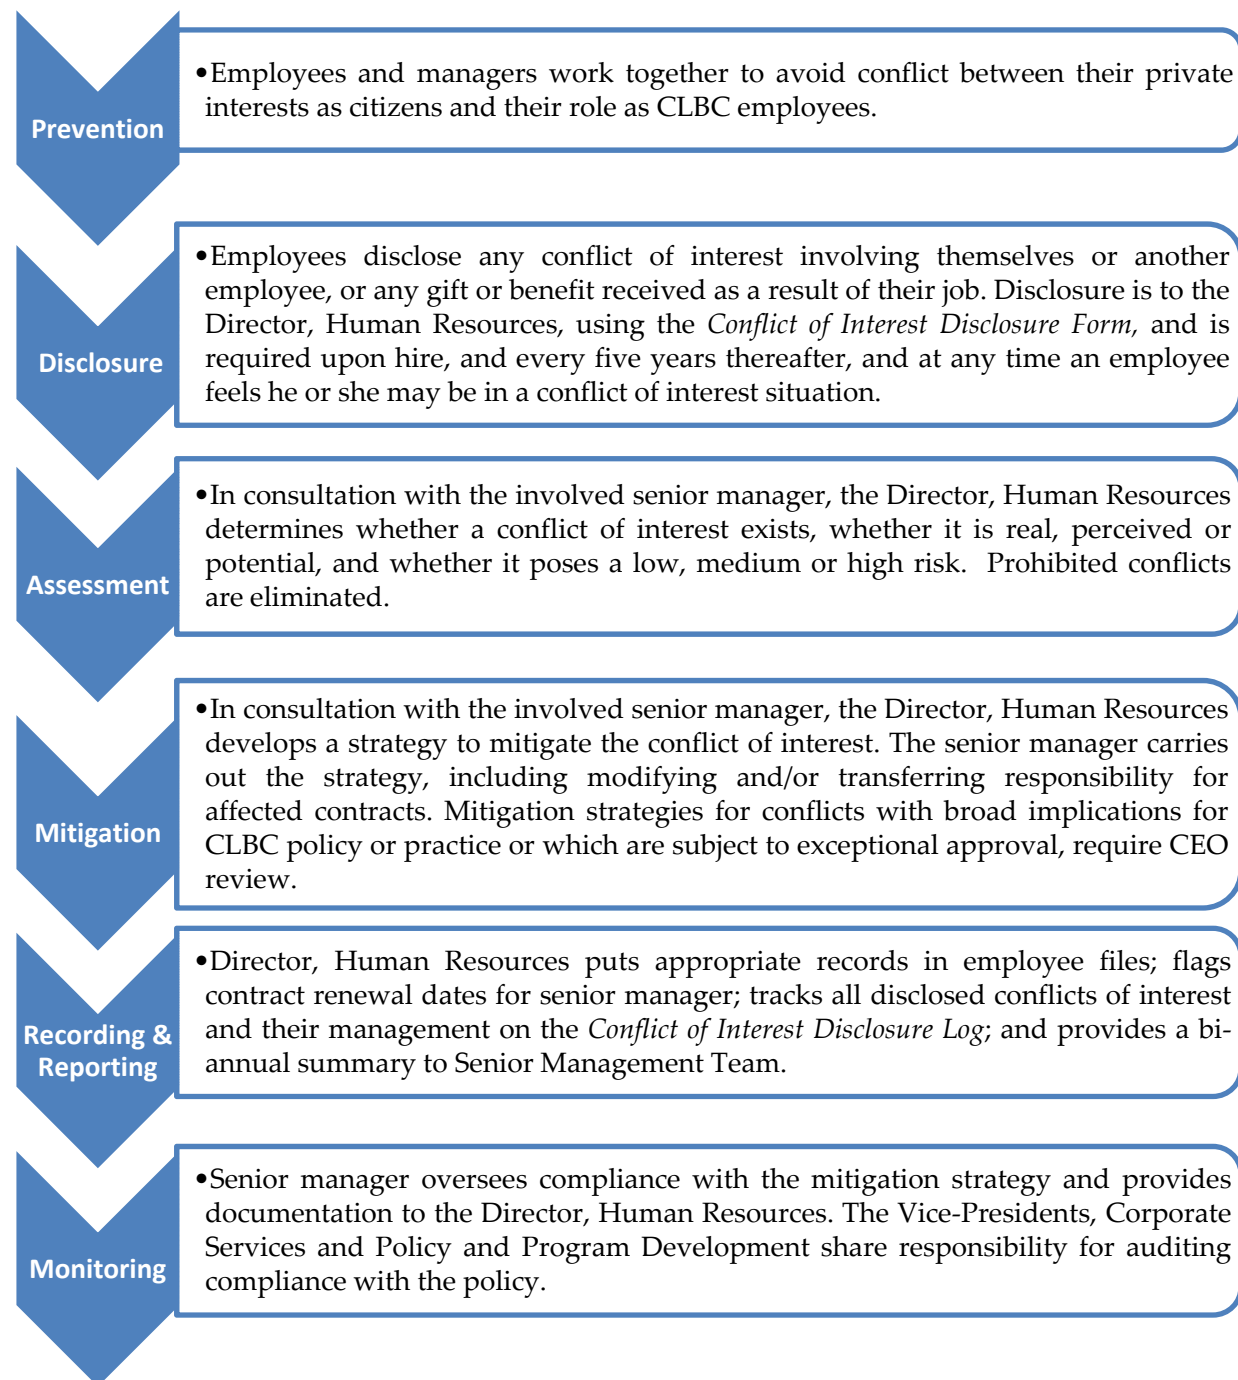 Prevention
•Employees and managers work together to avoid conflict between their private
interests as citizens and their role as CLBC employees.
Disclosure
•Employees disclose any conflict of interest involving themselves or another
employee, or any gift or benefit received as a result of their job. Disclosure is to the
Director, Human Resources, using the Conflict of Interest Disclosure Form, and is
required upon hire, and every five years thereafter, and at any time an employee
feels he or she may be in a conflict of interest situation.
Assessment
•In consultation with the involved senior manager, the Director, Human Resources
determines whether a conflict of interest exists, whether it is real, perceived or
potential, and whether it poses a low, medium or high risk.  Prohibited conflicts
are eliminated.
Mitigation
•In consultation with the involved senior manager, the Director, Human Resources
develops a strategy to mitigate the conflict of interest. The senior manager carries
out the strategy, including modifying and/or transferring responsibility for
affected contracts. Mitigation strategies for conflicts with broad implications for
CLBC policy or practice or which are subject to exceptional approval, require CEO
review.
Recording &
Reporting
•Director, Human Resources puts appropriate records in employee files; flags
contract renewal dates for senior manager; tracks all disclosed conflicts of interest
and their management on the Conflict of Interest Disclosure Log; and provides a bi-
annual summary to Senior Management Team.
Monitoring
•Senior manager oversees compliance with the mitigation strategy and provides
documentation to the Director, Human Resources. The Vice-Presidents, Corporate
Services and Policy and Program Development share responsibility for auditing
compliance with the policy.